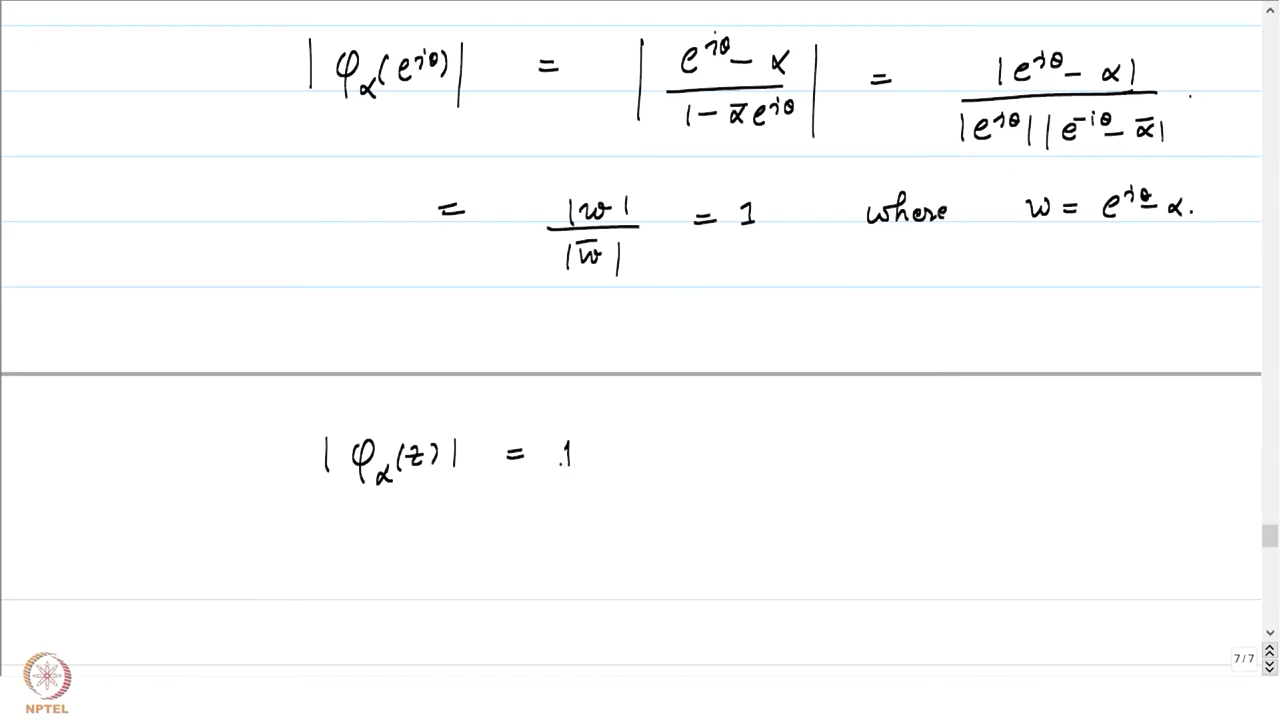 |φ_α(e^{iθ})| = |(e^{iθ} - α)/(1 - ᾱe^{iθ})| = |e^{iθ} - α|/(|e^{iθ}||e^{-iθ} - ᾱ|).
= |w|/|w̄| = 1 where w = e^{iθ} - α.
|φ_α(z)| = 1
7/7
NPTEL